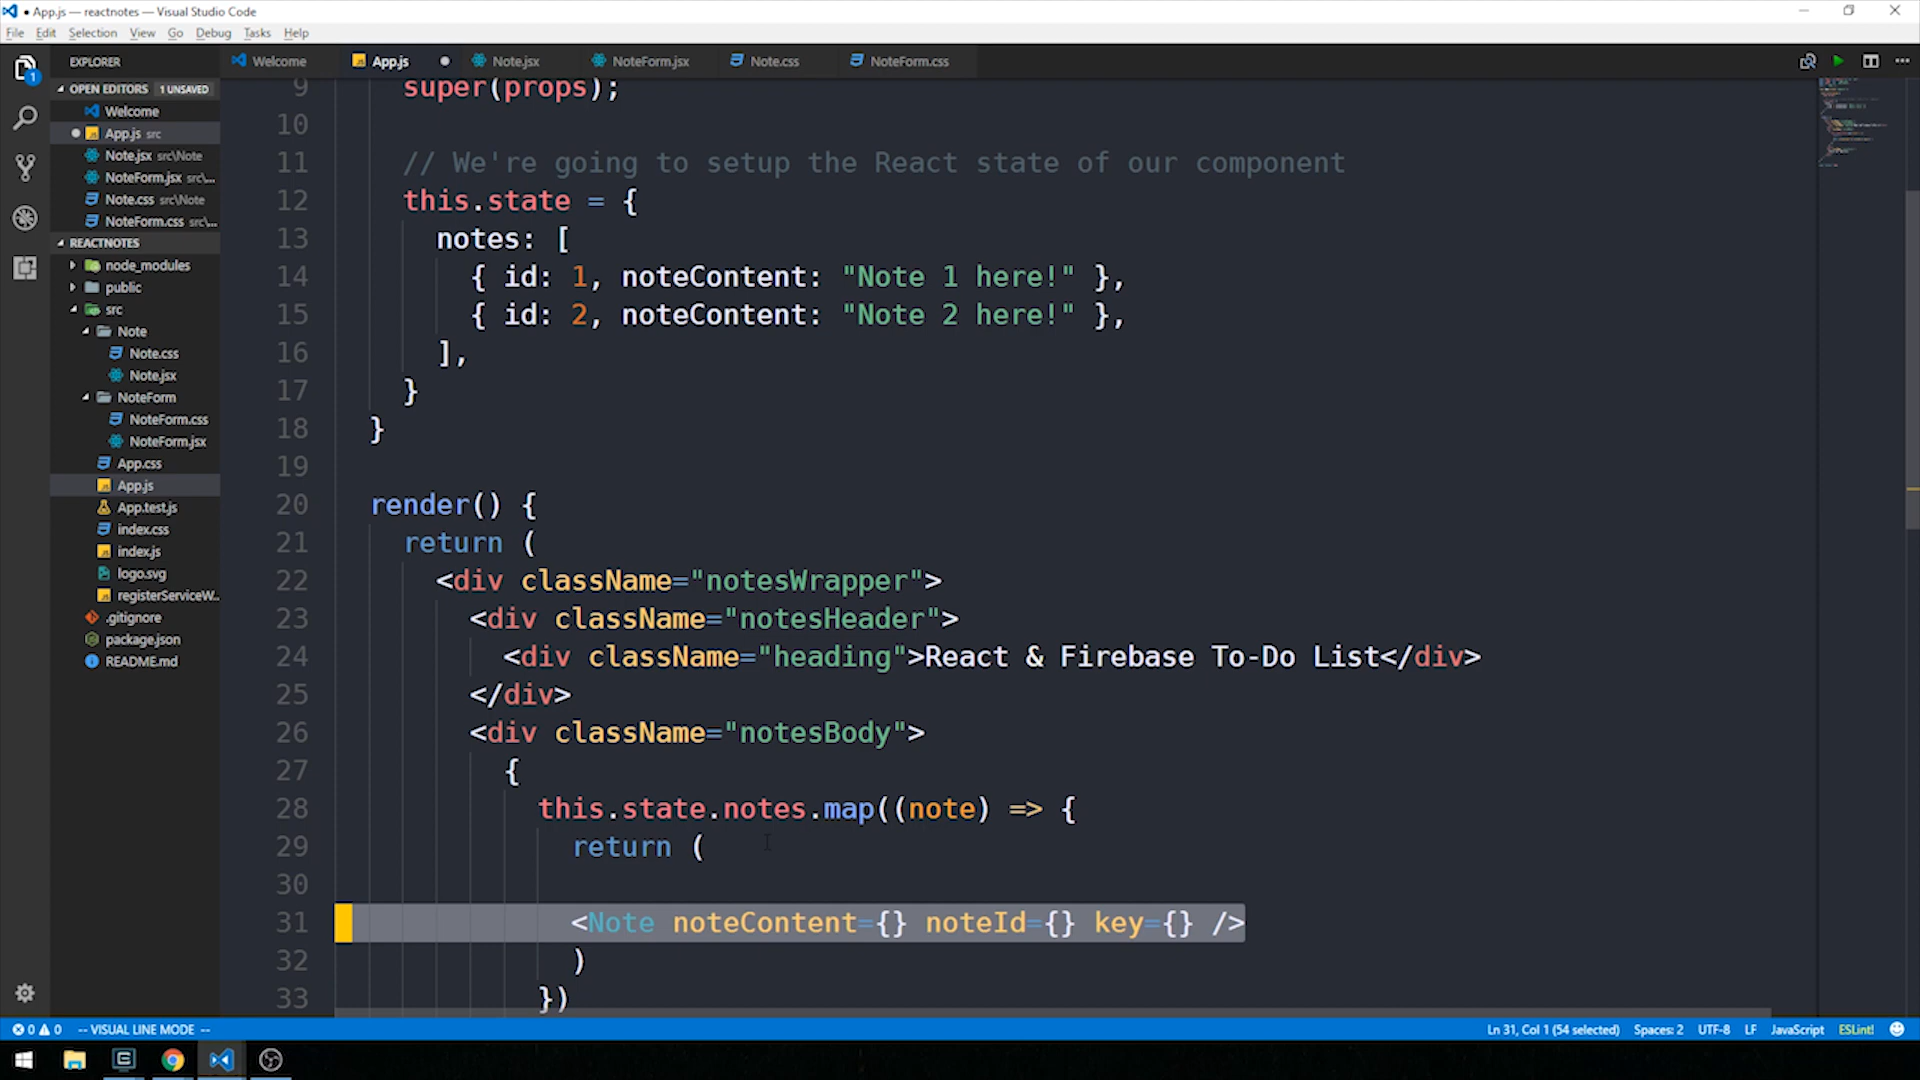 ● App.js — reactnotes — Visual Studio Code
File Edit Selection View Go Debug Tasks Help
EXPLORER
Welcome App.js Note.jsx NoteForm.jsx Note.css NoteForm.css
OPEN EDITORS 1 UNSAVED
Welcome
App.js src
Note.jsx src\Note
NoteForm.jsx src\...
Note.css src\Note
NoteForm.css src\...
REACTNOTES
node_modules
public
src
Note
Note.css
Note.jsx
NoteForm
NoteForm.css
NoteForm.jsx
App.css
App.js
App.test.js
index.css
index.js
logo.svg
registerServiceW...
.gitignore
package.json
README.md
1
9 super(props);
10
11 // We're going to setup the React state of our component
12 this.state = {
13 notes: [
14 { id: 1, noteContent: "Note 1 here!" },
15 { id: 2, noteContent: "Note 2 here!" },
16 ],
17 }
18 }
19
20 render() {
21 return (
22 <div className="notesWrapper">
23 <div className="notesHeader">
24 <div className="heading">React & Firebase To-Do List</div>
25 </div>
26 <div className="notesBody">
27 {
28 this.state.notes.map((note) => {
29 return (
30
31 <Note noteContent={} noteId={} key={} />
32 )
33 })
0 0 -- VISUAL LINE MODE --
Ln 31, Col 1 (54 selected) Spaces: 2 UTF-8 LF JavaScript ESLint!